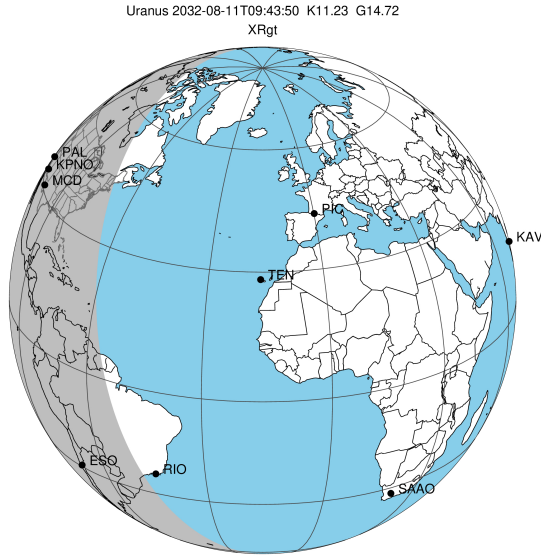 Uranus 2032-08-11T09:43:50 K11.23 G14.72
XRgt
PAL
KPNO
MCD
PIC
KAV
TEN
ESO
RIO
SAAO